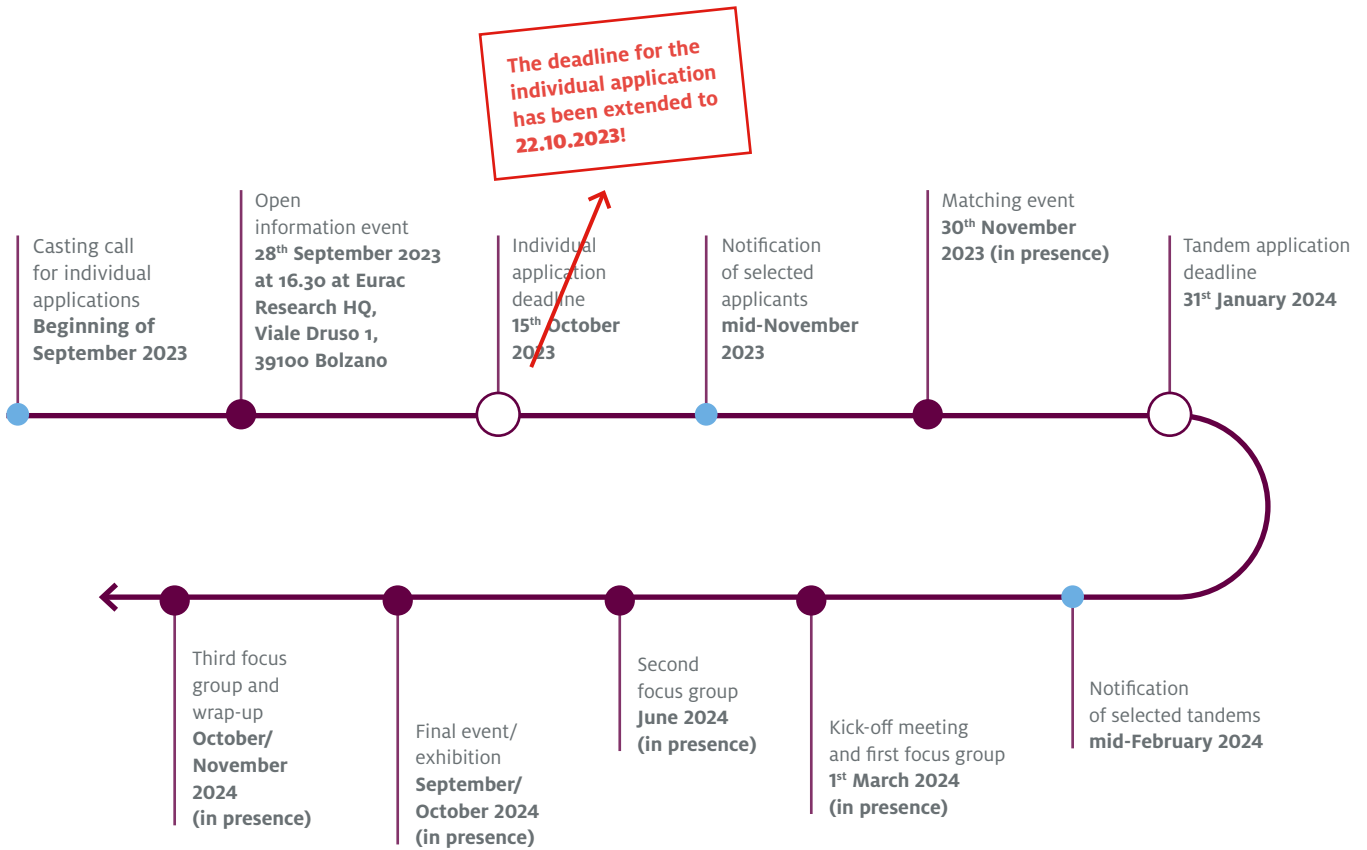 The deadline for the
individual application
has been extended to
22.10.2023!
Casting call
for individual
applications
Beginning of
September 2023
Open
information event
28th September 2023
at 16.30 at Eurac
Research HQ,
Viale Druso 1,
39100 Bolzano
Individual
application
deadline
15th October
2023
Notification
of selected
applicants
mid-November
2023
Matching event
30th November
2023 (in presence)
Tandem application
deadline
31st January 2024
Notification
of selected tandems
mid-February 2024
Kick-off meeting
and first focus group
1st March 2024
(in presence)
Second
focus group
June 2024
(in presence)
Final event/
exhibition
September/
October 2024
(in presence)
Third focus
group and
wrap-up
October/
November
2024
(in presence)